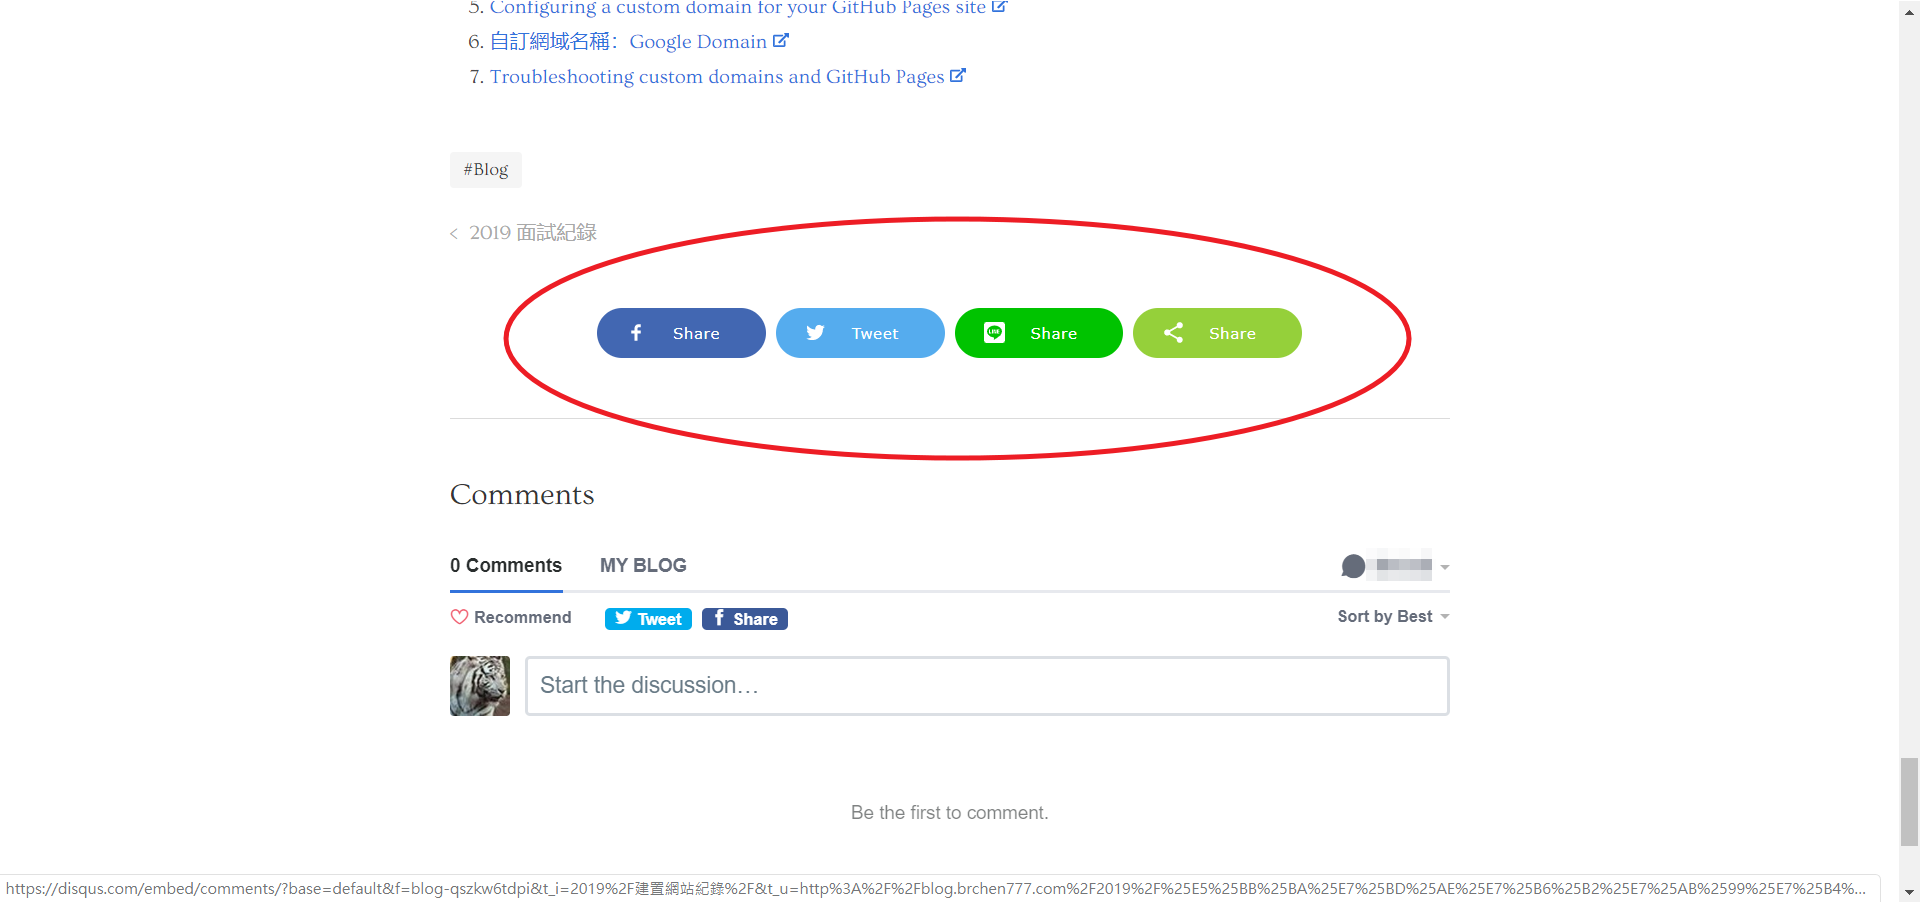 5. Configuring a custom domain for your GitHub Pages site
6. 自訂網域名稱：Google Domain
7. Troubleshooting custom domains and GitHub Pages
#Blog
< 2019 面試紀錄
Share Tweet LINE Share Share
Comments
0 Comments MY BLOG
Recommend Tweet Share Sort by Best
Start the discussion…
Be the first to comment.
https://disqus.com/embed/comments/?base=default&f=blog-qszkw6tdpi&t_i=2019%2F建置網站紀錄%2F&t_u=http%3A%2F%2Fblog.brchen777.com%2F2019%2F%25E5%25BB%25BA%25E7%25BD%25AE%25E7%25B6%25B2%25E7%25AB%2599%25E7%25B4%...